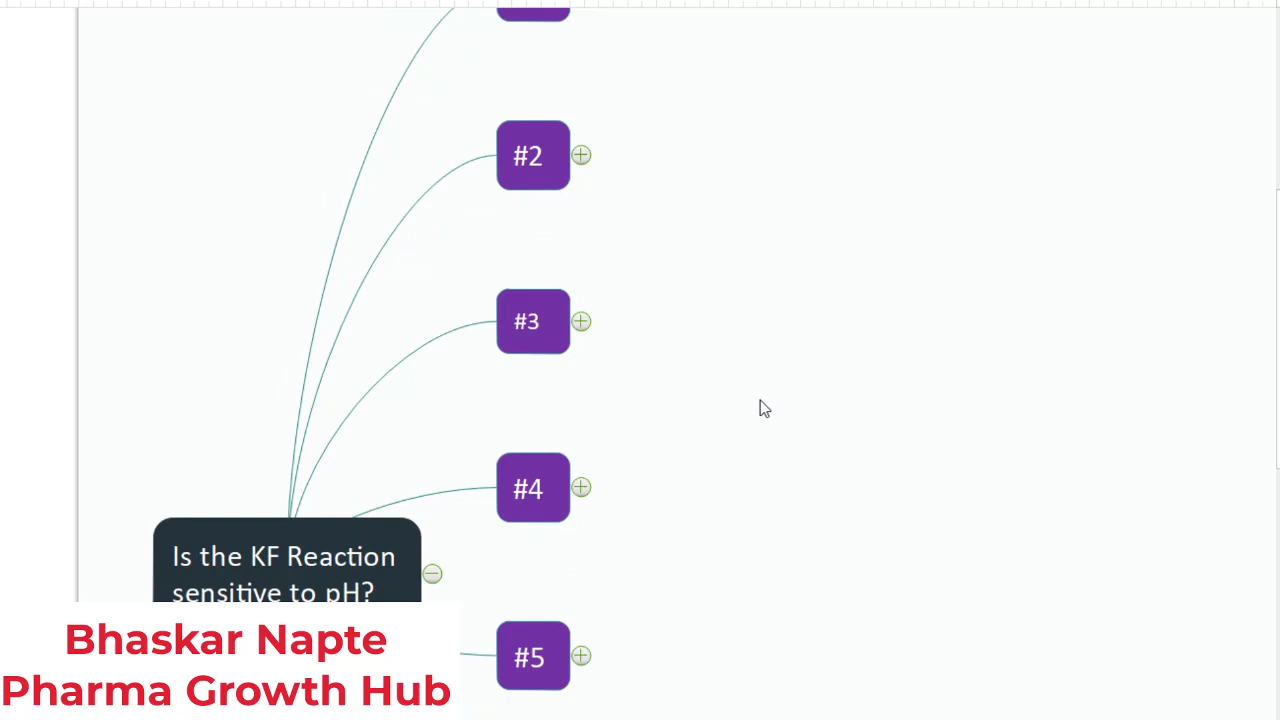 #2
#3
#4
Is the KF Reaction
sensitive to pH?
#5
Bhaskar Napte
Pharma Growth Hub